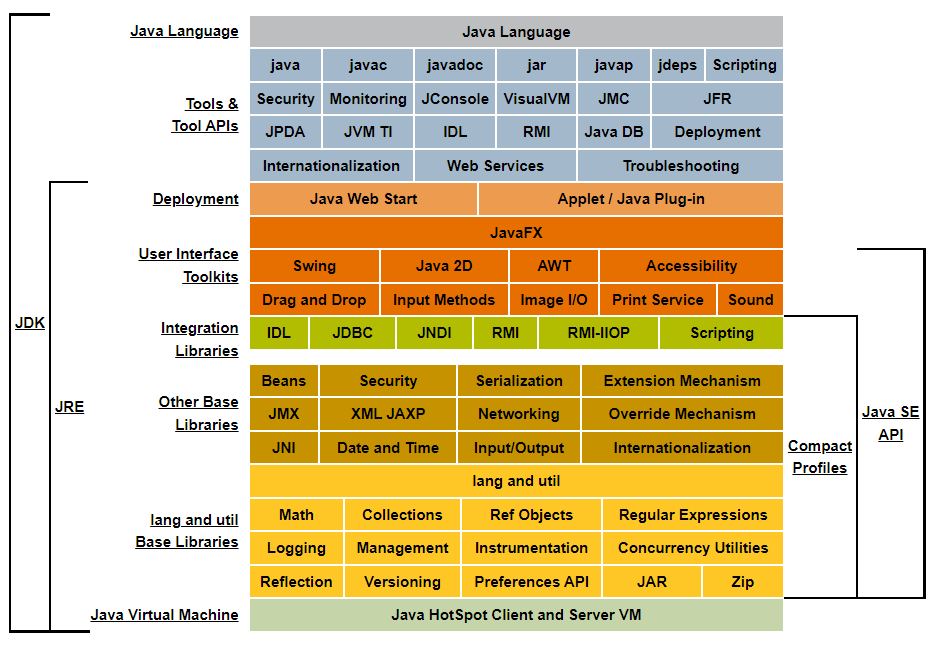 Java Language Java Language
java javac javadoc jar javap jdeps Scripting
Tools &
Tool APIs
Security Monitoring JConsole VisualVM JMC JFR
JPDA JVM TI IDL RMI Java DB Deployment
Internationalization Web Services Troubleshooting
Deployment Java Web Start Applet / Java Plug-in
JavaFX
User Interface
Toolkits
Swing Java 2D AWT Accessibility
Drag and Drop Input Methods Image I/O Print Service Sound
JDK
Integration
Libraries
IDL JDBC JNDI RMI RMI-IIOP Scripting
JRE
Other Base
Libraries
Beans Security Serialization Extension Mechanism
JMX XML JAXP Networking Override Mechanism
JNI Date and Time Input/Output Internationalization
Java SE
API
Compact
Profiles
lang and util
lang and util
Base Libraries
Math Collections Ref Objects Regular Expressions
Logging Management Instrumentation Concurrency Utilities
Reflection Versioning Preferences API JAR Zip
Java Virtual Machine Java HotSpot Client and Server VM